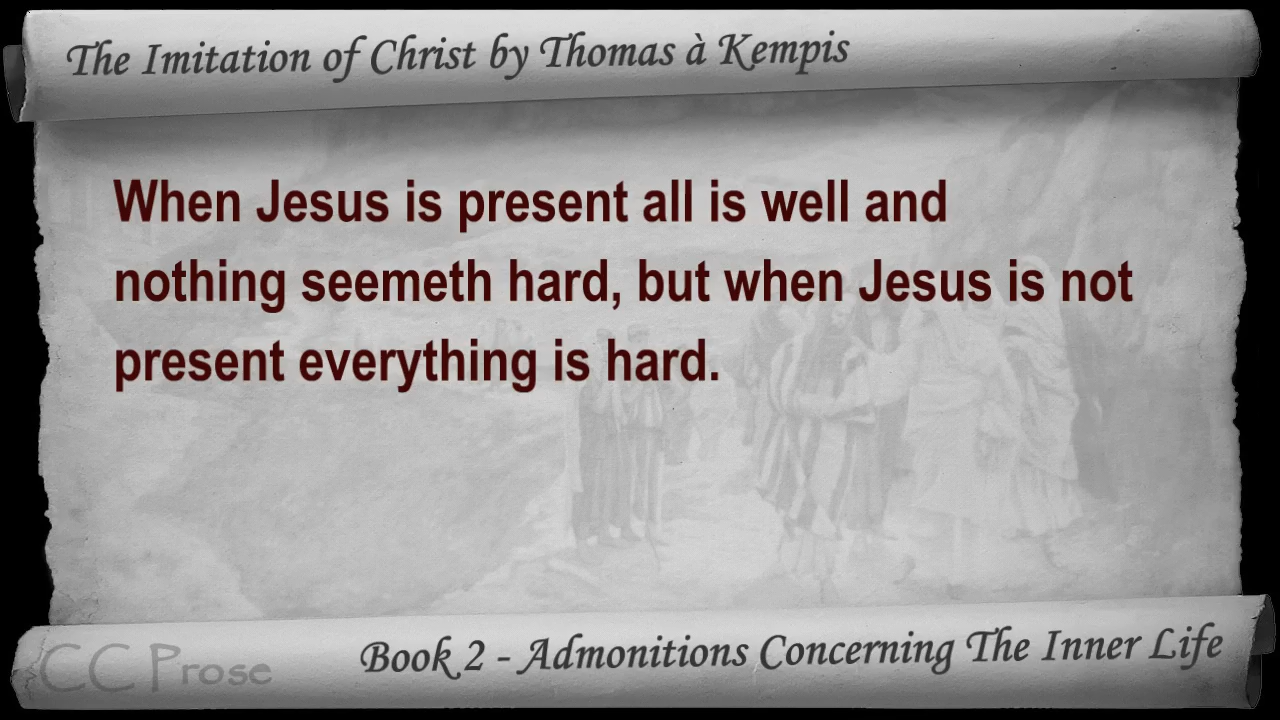 The Imitation of Christ by Thomas à Kempis
When Jesus is present all is well and
nothing seemeth hard, but when Jesus is not
present everything is hard.
CC Prose
Book 2 - Admonitions Concerning The Inner Life